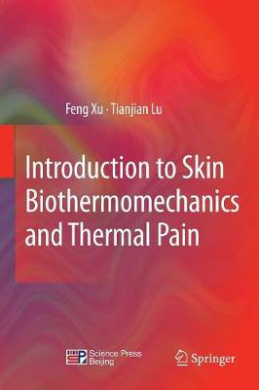 Feng Xu · Tianjian Lu
Introduction to Skin
Biothermomechanics
and Thermal Pain
Science Press
Beijing
Springer